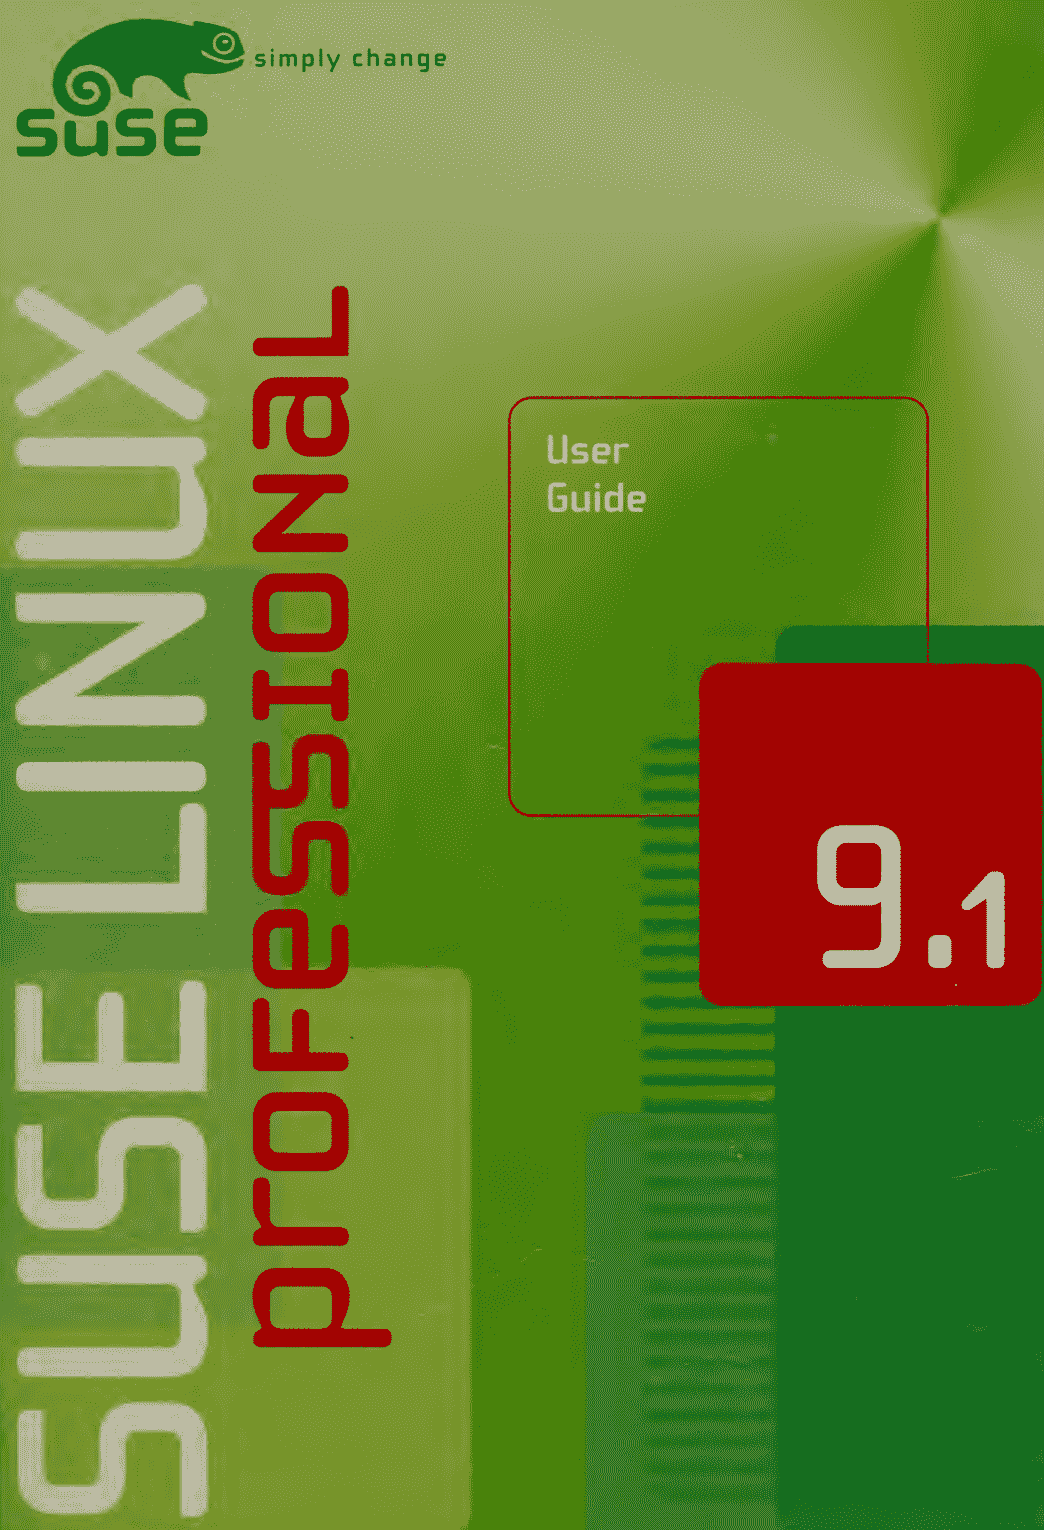 simply change
suse
SUSE LINUX
professional
User
Guide
9.1